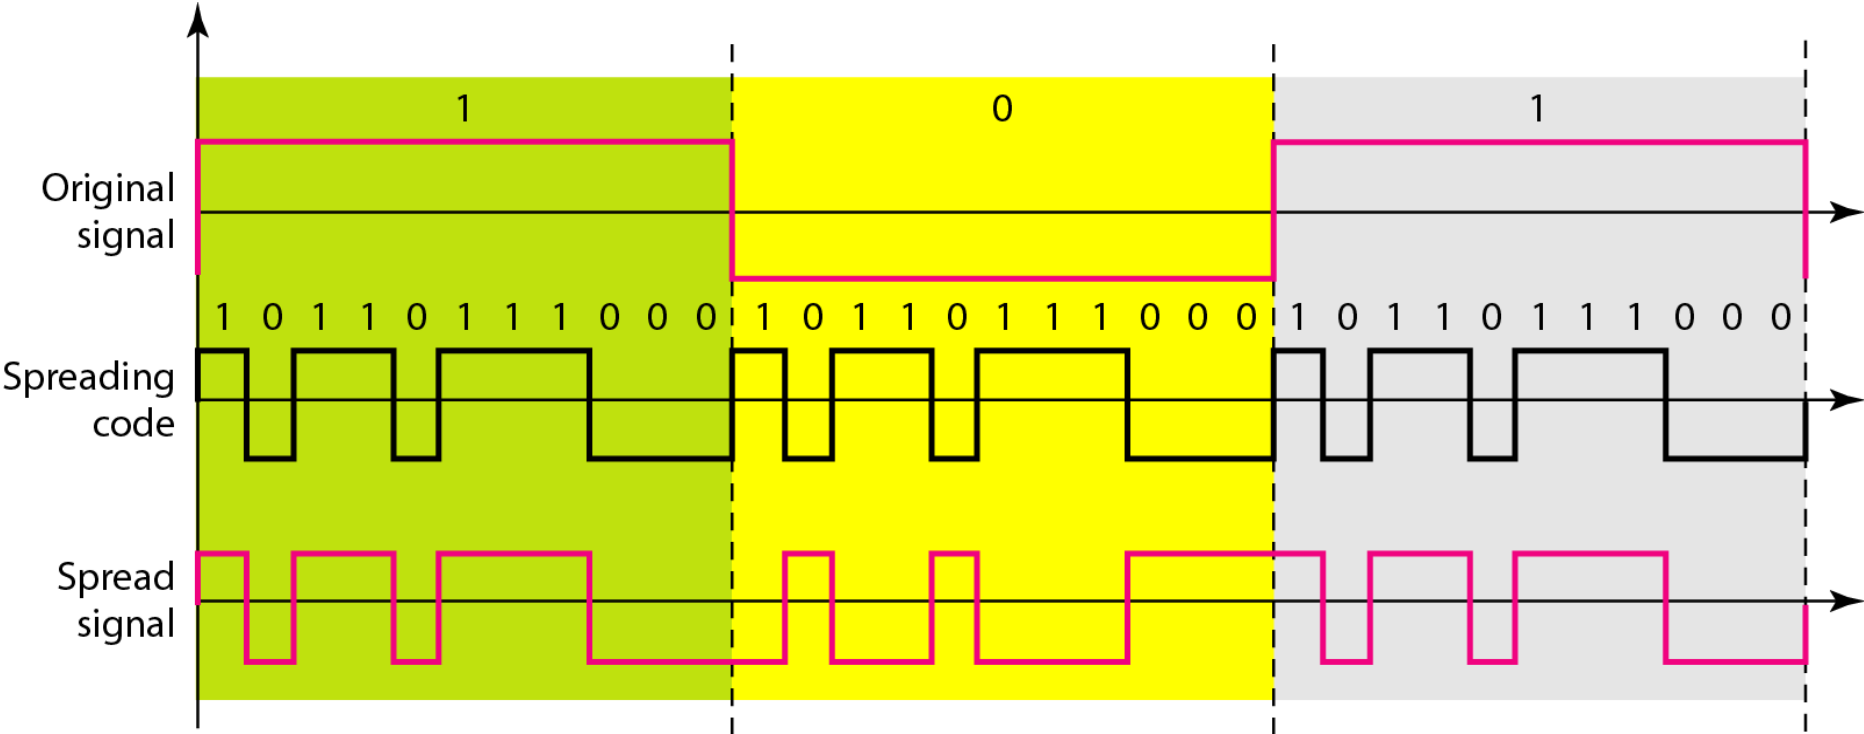 1 0 1
Original
signal
1 0 1 1 0 1 1 1 0 0 0 1 0 1 1 0 1 1 1 0 0 0 1 0 1 1 0 1 1 1 0 0 0
Spreading
code
Spread
signal